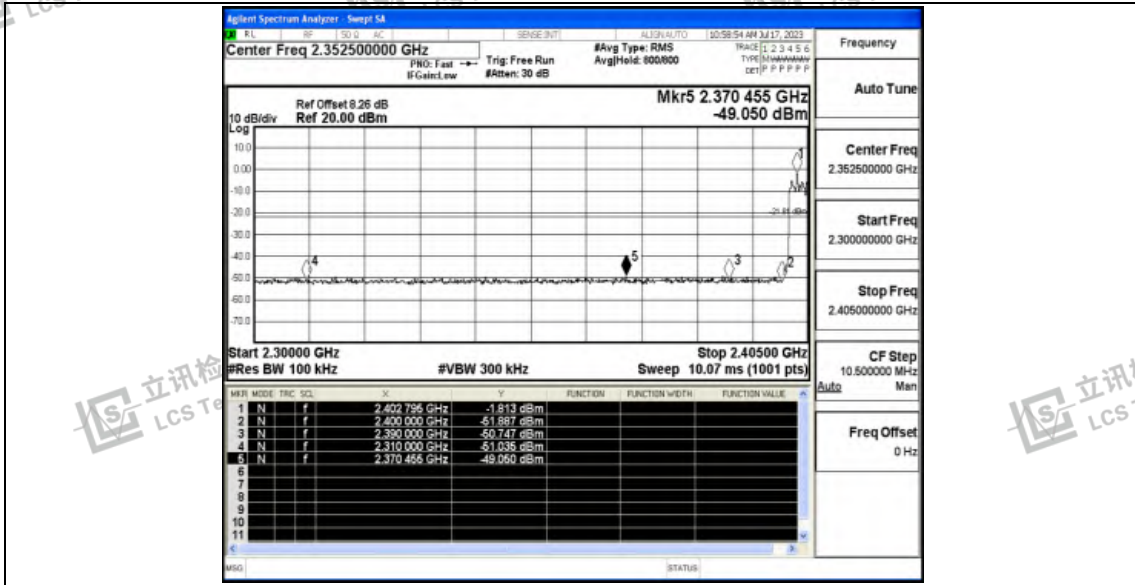 Agilent Spectrum Analyzer - Swept SA
RL RF 50 Ω AC SENSE:INT ALIGNAUTO 10:58:54 AM Jul 17, 2023
Center Freq 2.352500000 GHz
PNO: Fast
IFGain:Low
Trig: Free Run
#Atten: 30 dB
#Avg Type: RMS
Avg|Hold: 800/800
TRACE 1 2 3 4 5 6
TYPE M
DET P P P P P P
Frequency
Auto Tune
Center Freq
2.352500000 GHz
Start Freq
2.300000000 GHz
Stop Freq
2.405000000 GHz
CF Step
10.500000 MHz
Auto Man
Freq Offset
0 Hz
Mkr5 2.370 455 GHz
-49.050 dBm
Ref Offset 8.26 dB
10 dB/div Ref 20.00 dBm
Log
10.0
0.00
-10.0
-20.0
-30.0
-40.0
-50.0
-60.0
-70.0
1
-21.81 dBm
4
5
3
2
Start 2.30000 GHz Stop 2.40500 GHz
#Res BW 100 kHz #VBW 300 kHz Sweep 10.07 ms (1001 pts)
MKR MODE TRC SCL X Y FUNCTION FUNCTION WIDTH FUNCTION VALUE
1 N f 2.402 795 GHz -1.813 dBm
2 N f 2.400 000 GHz -51.887 dBm
3 N f 2.390 000 GHz -50.747 dBm
4 N f 2.310 000 GHz -51.035 dBm
5 N f 2.370 455 GHz -49.050 dBm
6
7
8
9
10
11
MSG STATUS
立讯检
LCS Te
立讯
LCS T